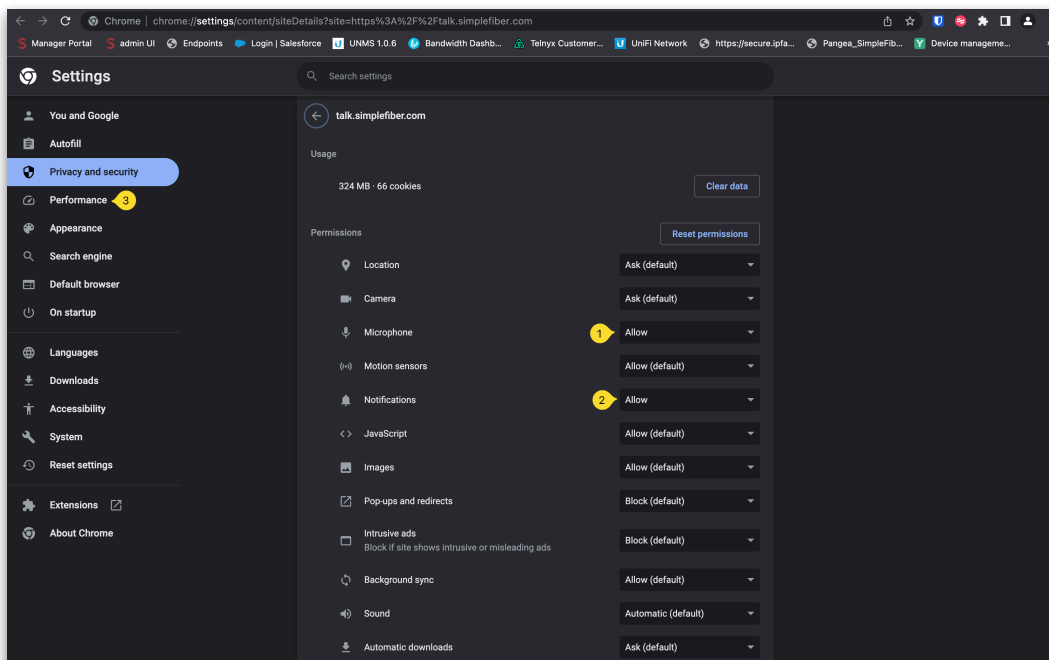 Chrome | chrome://settings/content/siteDetails?site=https%3A%2F%2Ftalk.simplefiber.com
Manager Portal admin UI Endpoints Login | Salesforce UNMS 1.0.6 Bandwidth Dashb... Telnyx Customer... UniFi Network https://secure.ipfa... Pangea_SimpleFib... Device manageme...
Settings
Search settings
You and Google
Autofill
Privacy and security
Performance 3
Appearance
Search engine
Default browser
On startup
Languages
Downloads
Accessibility
System
Reset settings
Extensions
About Chrome
talk.simplefiber.com
Usage
324 MB · 66 cookies Clear data
Permissions Reset permissions
Location Ask (default)
Camera Ask (default)
Microphone 1 Allow
Motion sensors Allow (default)
Notifications 2 Allow
JavaScript Allow (default)
Images Allow (default)
Pop-ups and redirects Block (default)
Intrusive ads Block (default)
Block if site shows intrusive or misleading ads
Background sync Allow (default)
Sound Automatic (default)
Automatic downloads Ask (default)